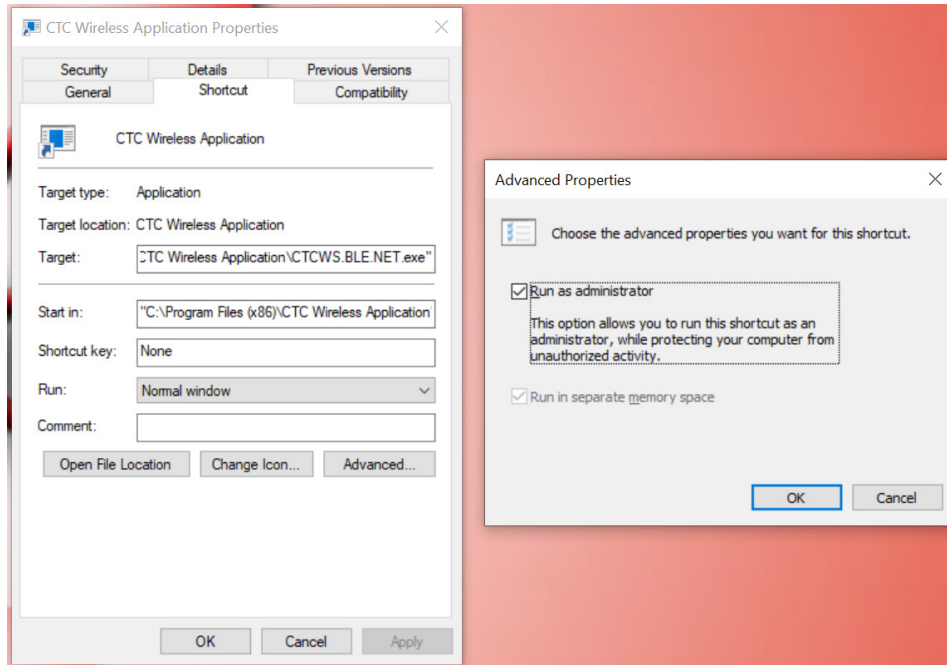 CTC Wireless Application Properties
Security Details Previous Versions
General Shortcut Compatibility
CTC Wireless Application
Target type: Application
Target location: CTC Wireless Application
Target: CTC Wireless Application\CTCWS.BLE.NET.exe"
Start in: "C:\Program Files (x86)\CTC Wireless Application
Shortcut key: None
Run: Normal window
Comment:
Open File Location Change Icon... Advanced...
OK Cancel Apply
Advanced Properties
Choose the advanced properties you want for this shortcut.
Run as administrator
This option allows you to run this shortcut as an
administrator, while protecting your computer from
unauthorized activity.
Run in separate memory space
OK Cancel